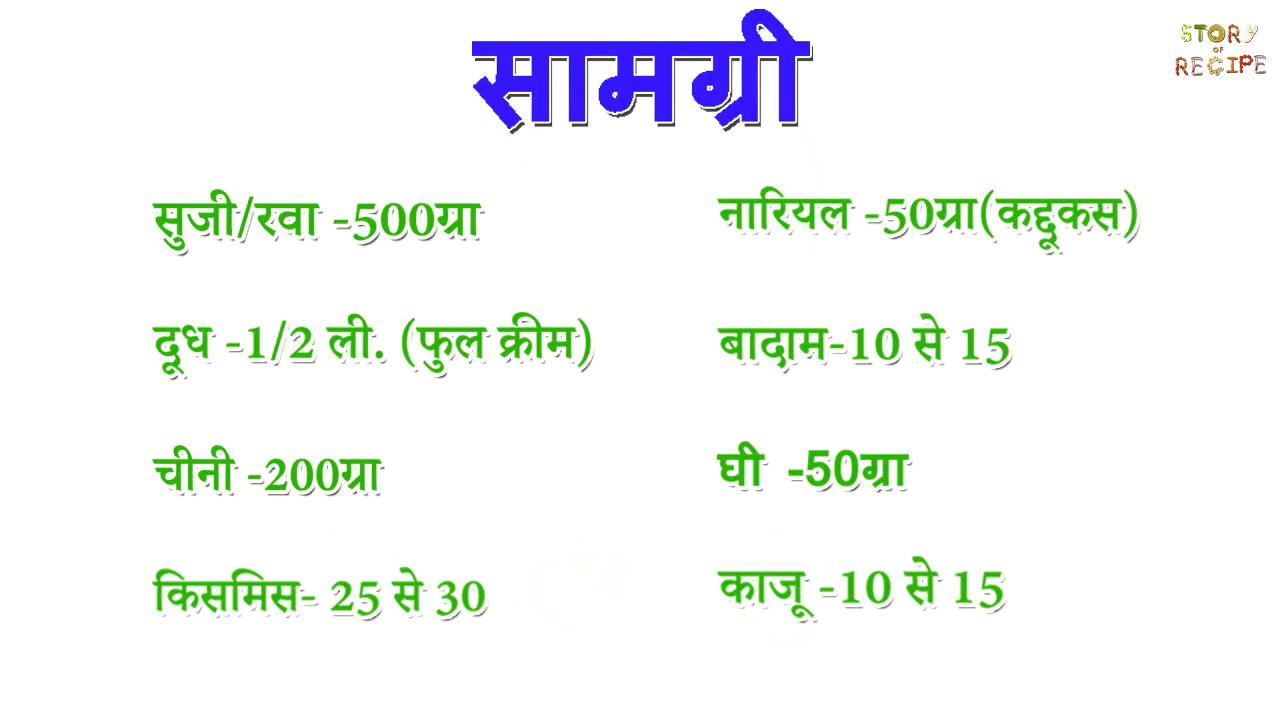 सामग्री
STORY
OF
RECIPE
सुजी/रवा -500ग्रा
नारियल -50ग्रा(कद्दूकस)
दूध -1/2 ली. (फुल क्रीम)
बादाम-10 से 15
चीनी -200ग्रा
घी -50ग्रा
किसमिस- 25 से 30
काजू -10 से 15